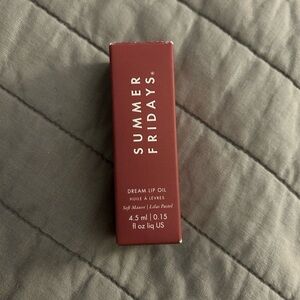 SUMMER
FRIDAYS®
DREAM LIP OIL
HUILE À LÈVRES
Soft Mauve | Lilas Pastel
4.5 ml | 0.15
fl oz liq US